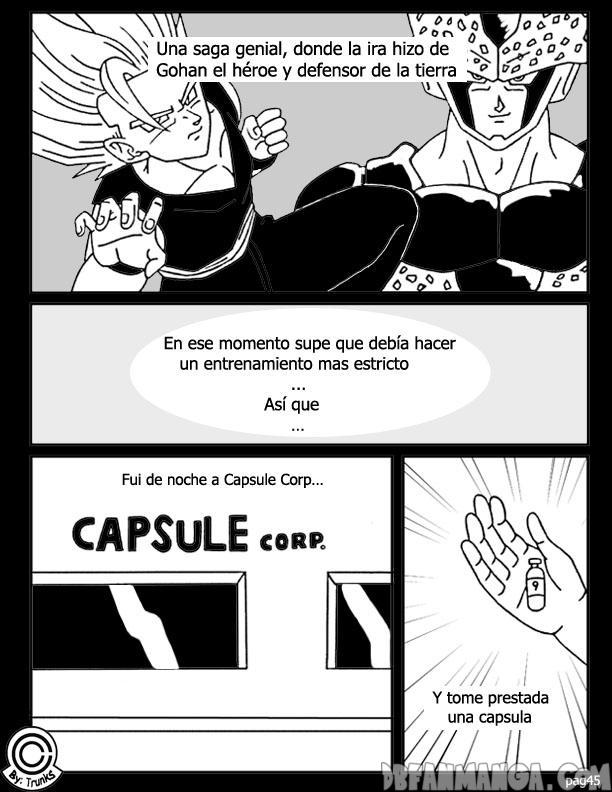 Una saga genial, donde la ira hizo de
Gohan el héroe y defensor de la tierra
En ese momento supe que debía hacer
un entrenamiento mas estricto
...
Así que
...
Fui de noche a Capsule Corp...
CAPSULE CORP.
9
Y tome prestada
una capsula
C
By: Trunks
DBFANMANGA.COM
pag45